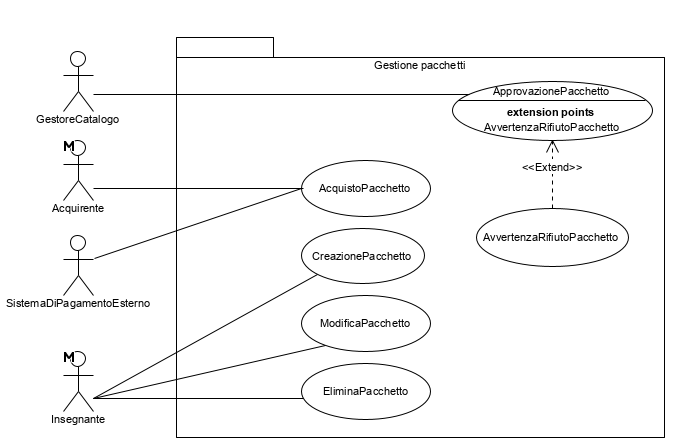 Gestione pacchetti
GestoreCatalogo
ApprovazionePacchetto
extension points
AvvertenzaRifiutoPacchetto
M
Acquirente
<<Extend>>
AcquistoPacchetto
AvvertenzaRifiutoPacchetto
CreazionePacchetto
SistemaDiPagamentoEsterno
ModificaPacchetto
M
Insegnante
EliminaPacchetto